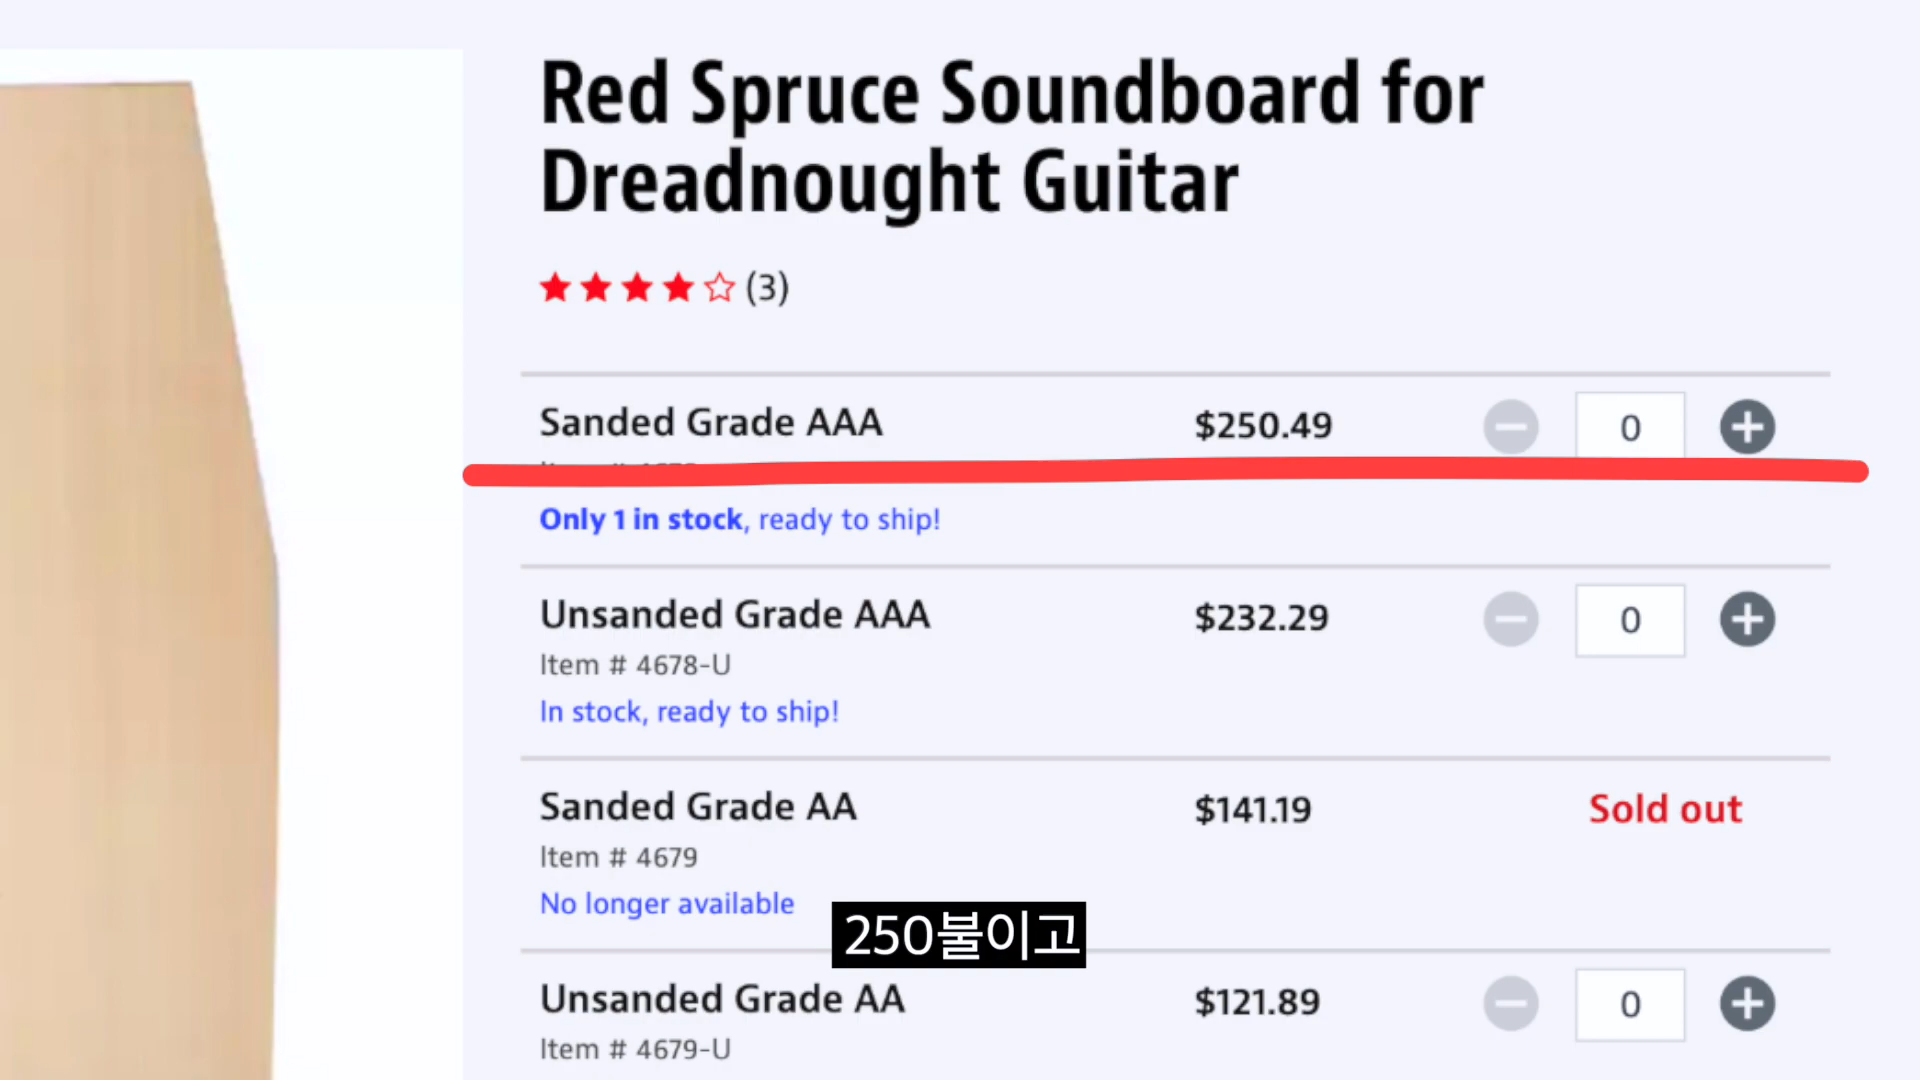 Red Spruce Soundboard for
Dreadnought Guitar
(3)
Sanded Grade AAA $250.49 0
Only 1 in stock, ready to ship!
Unsanded Grade AAA $232.29 0
Item # 4678-U
In stock, ready to ship!
Sanded Grade AA $141.19 Sold out
Item # 4679
No longer available
250불이고
Unsanded Grade AA $121.89 0
Item # 4679-U